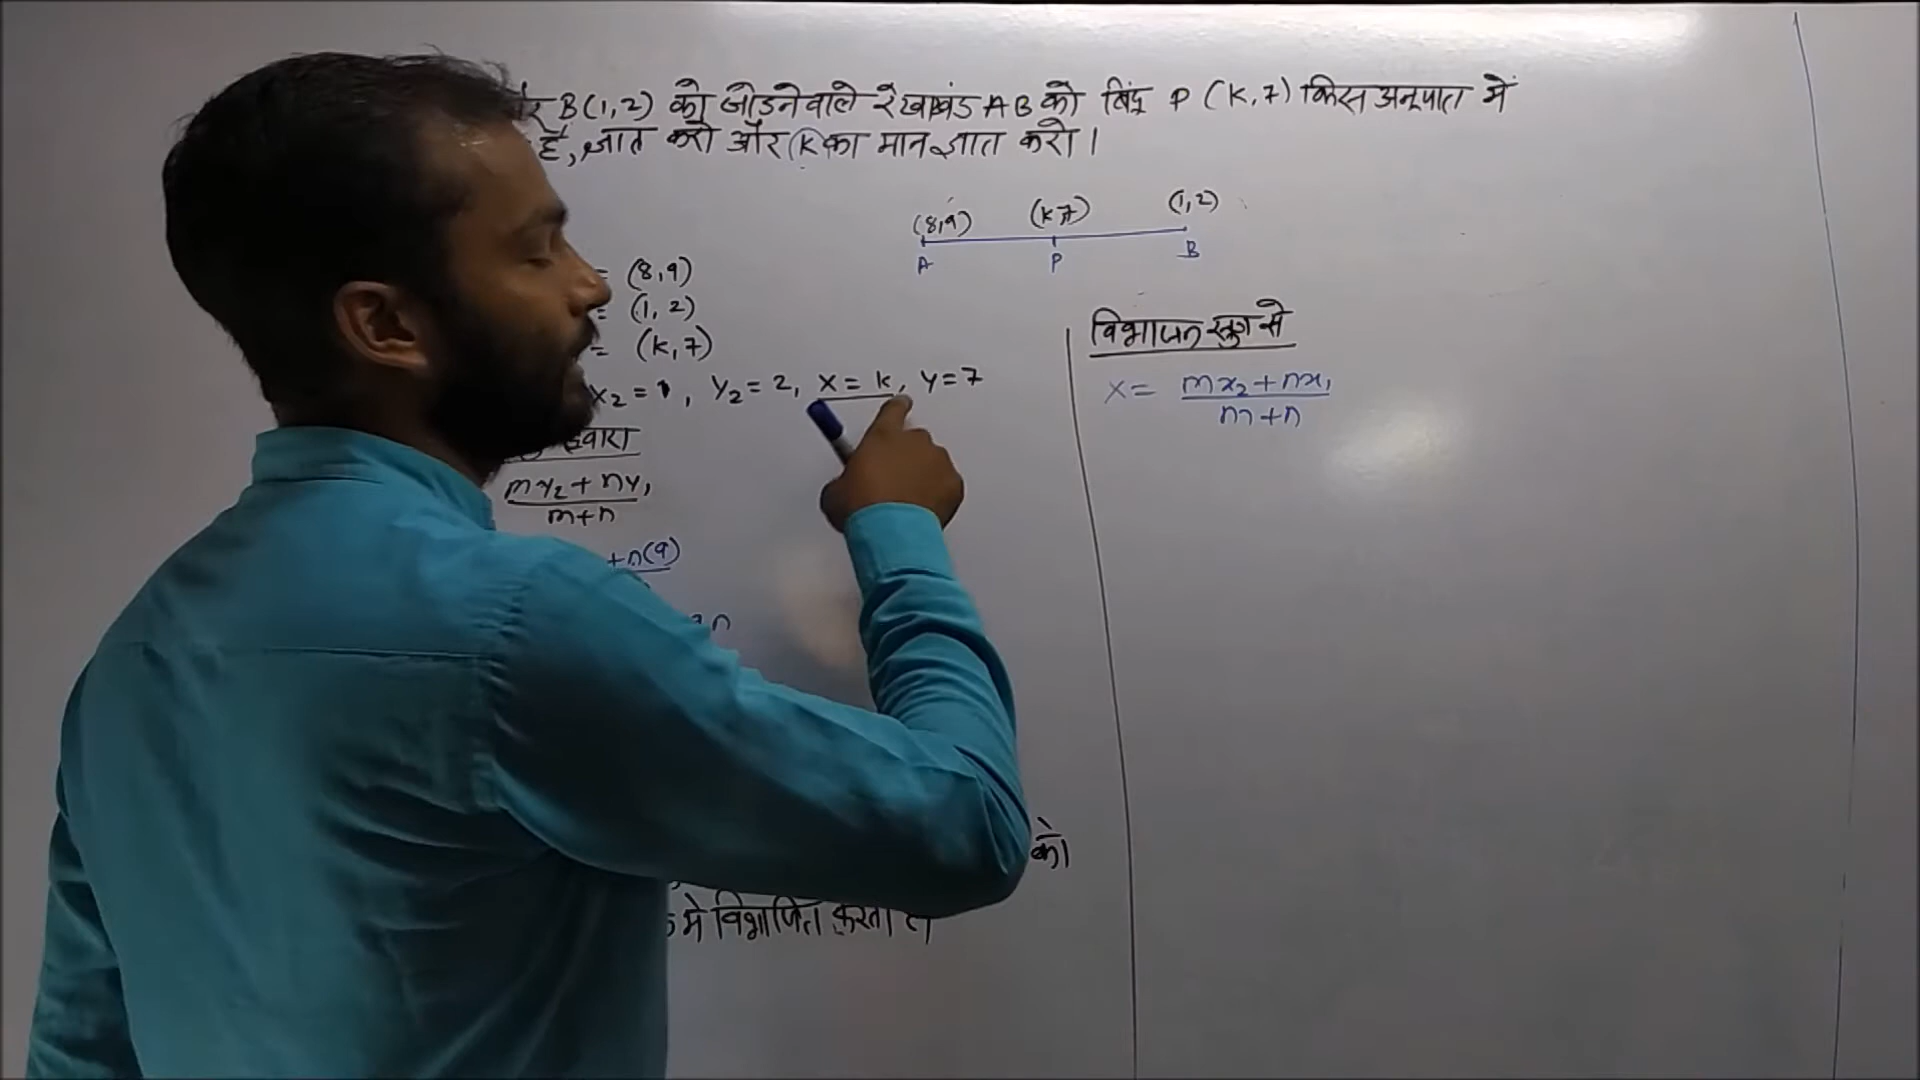 B(1,2) को जोडनेवाले रेखाखंड AB को बिंदू P (K,7) किस अनूपात में
है, ज्ञात करो और K का मान ज्ञात करो।
(8,9) (k,7) (1,2)
A P B
= (8,9)
= (1, 2)
= (K,7)
x₂ = 1, y₂ = 2, x = k, y = 7
द्वारा
my₂ + ny₁
m+n
+n(9)
को
मे विभाजित करता
विभाजन सुत्र से
x = mx₂ + nx₁
m+n